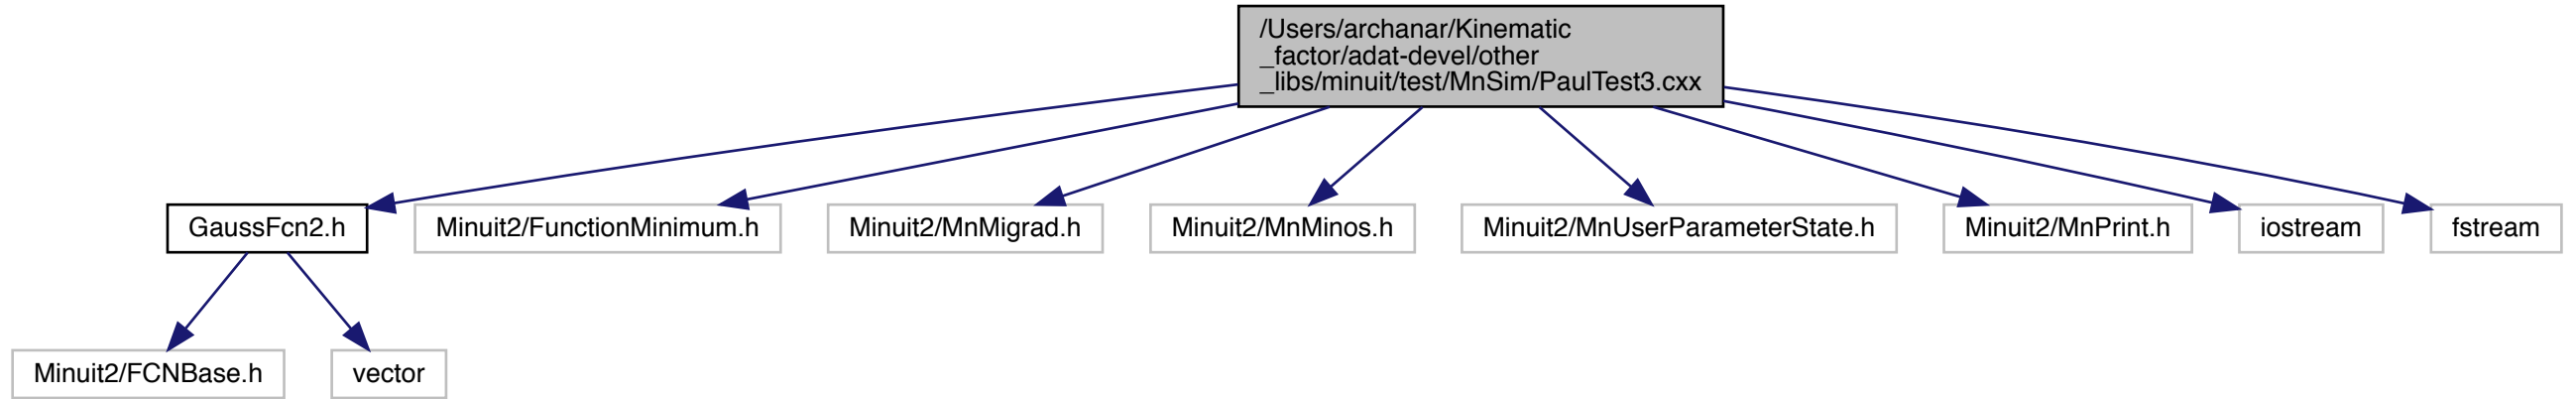 /Users/archanar/Kinematic
_factor/adat-devel/other
_libs/minuit/test/MnSim/PaulTest3.cxx
GaussFcn2.h
Minuit2/FunctionMinimum.h
Minuit2/MnMigrad.h
Minuit2/MnMinos.h
Minuit2/MnUserParameterState.h
Minuit2/MnPrint.h
iostream
fstream
Minuit2/FCNBase.h
vector